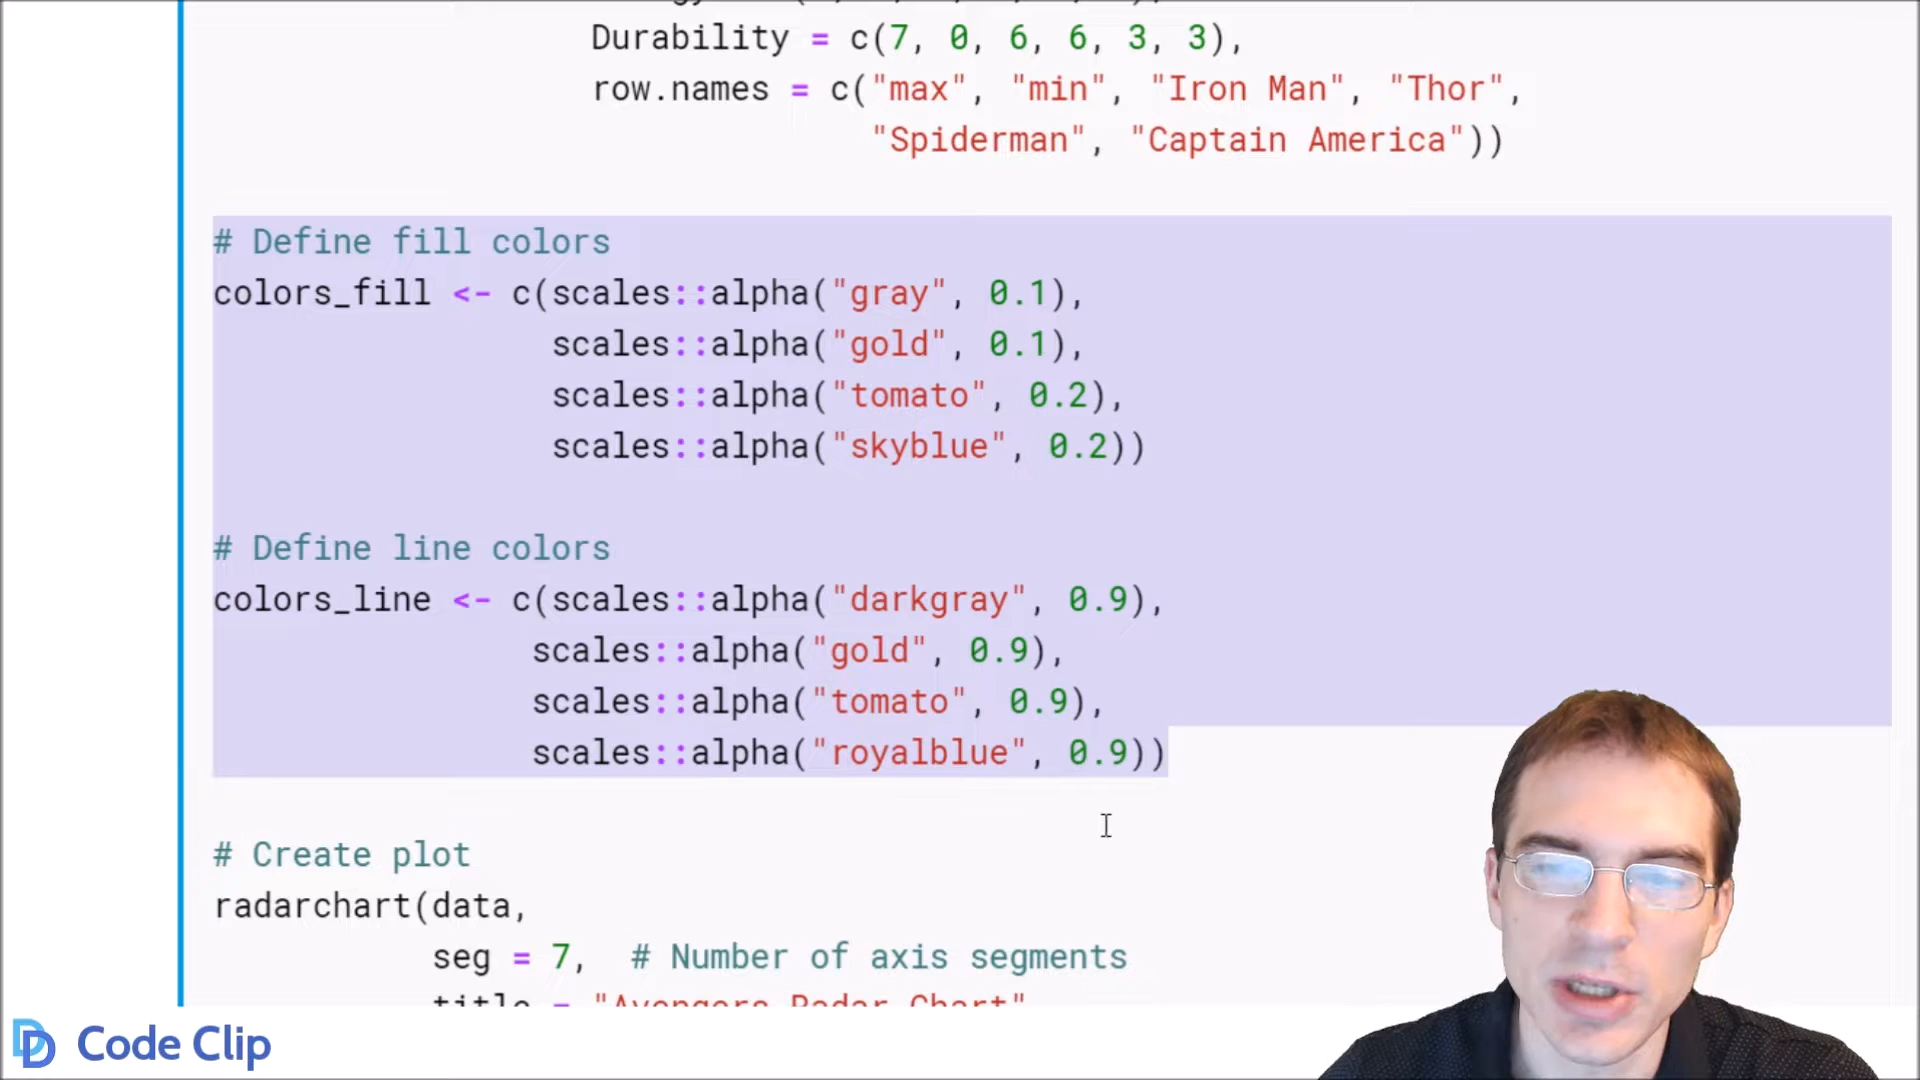 Durability = c(7, 0, 6, 6, 3, 3),
row.names = c("max", "min", "Iron Man", "Thor",
"Spiderman", "Captain America"))
# Define fill colors
colors_fill <- c(scales::alpha("gray", 0.1),
scales::alpha("gold", 0.1),
scales::alpha("tomato", 0.2),
scales::alpha("skyblue", 0.2))
# Define line colors
colors_line <- c(scales::alpha("darkgray", 0.9),
scales::alpha("gold", 0.9),
scales::alpha("tomato", 0.9),
scales::alpha("royalblue", 0.9))
# Create plot
radarchart(data,
seg = 7,  # Number of axis segments
title = "Avengers Radar Chart"
Code Clip